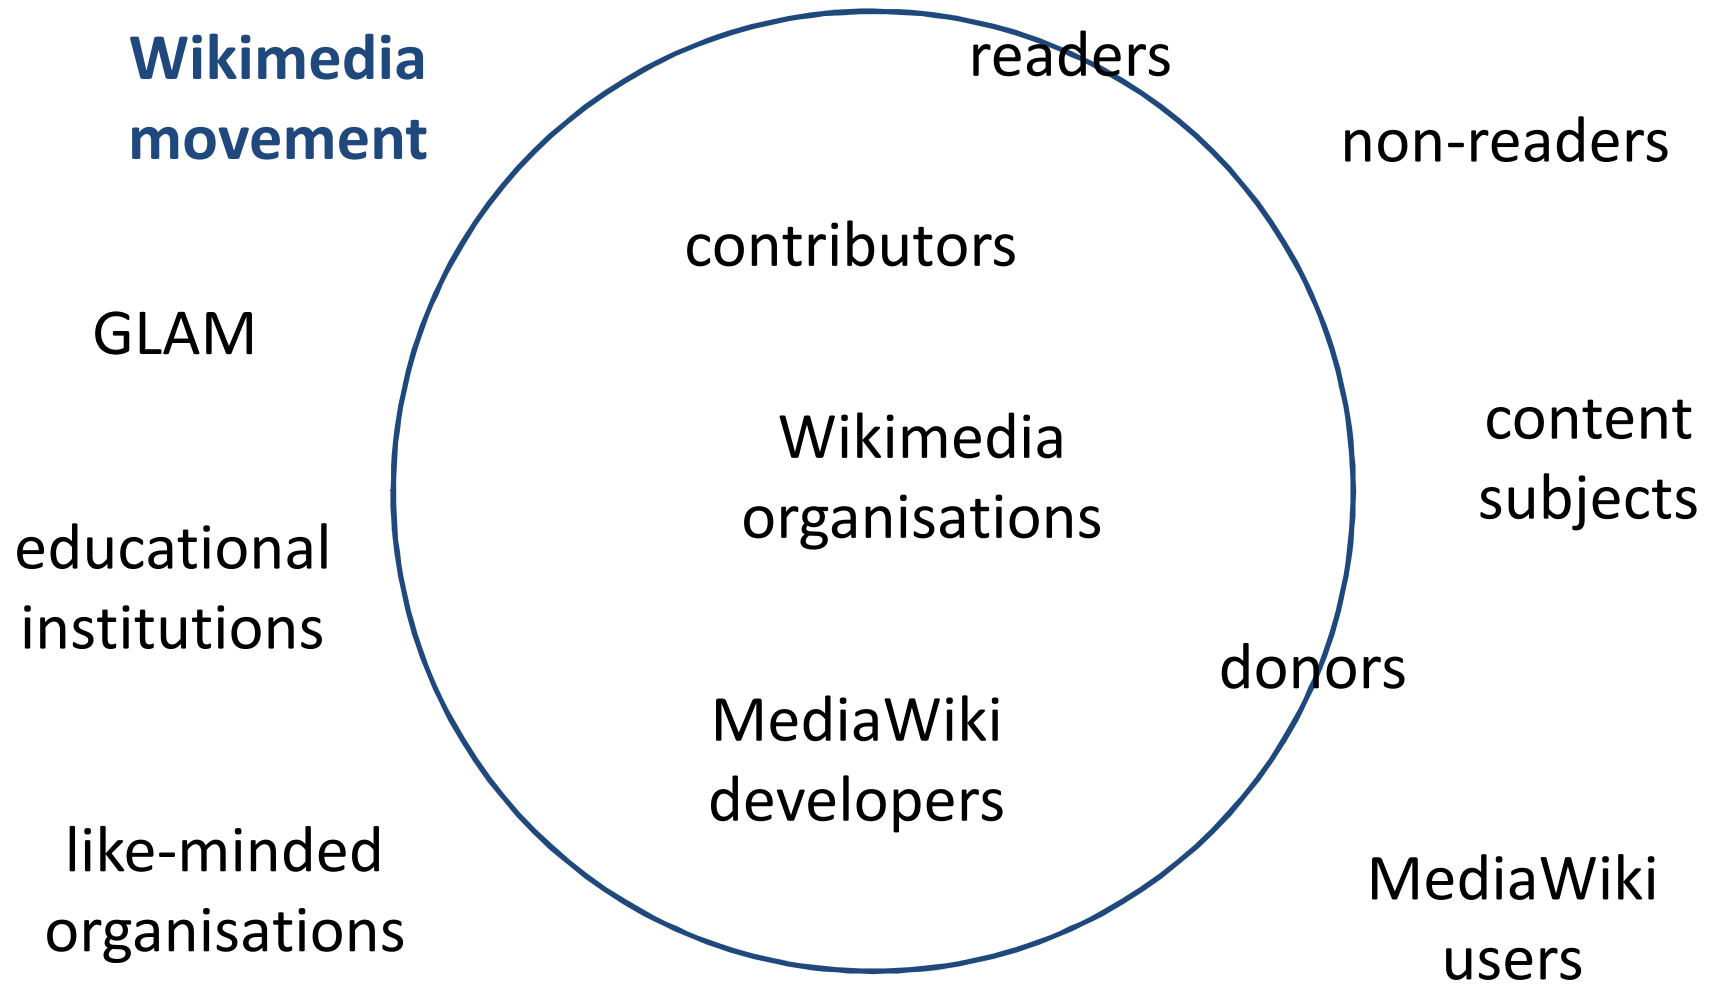 Wikimedia
movement
readers
non-readers
contributors
GLAM
Wikimedia
organisations
content
subjects
educational
institutions
donors
MediaWiki
developers
like-minded
organisations
MediaWiki
users